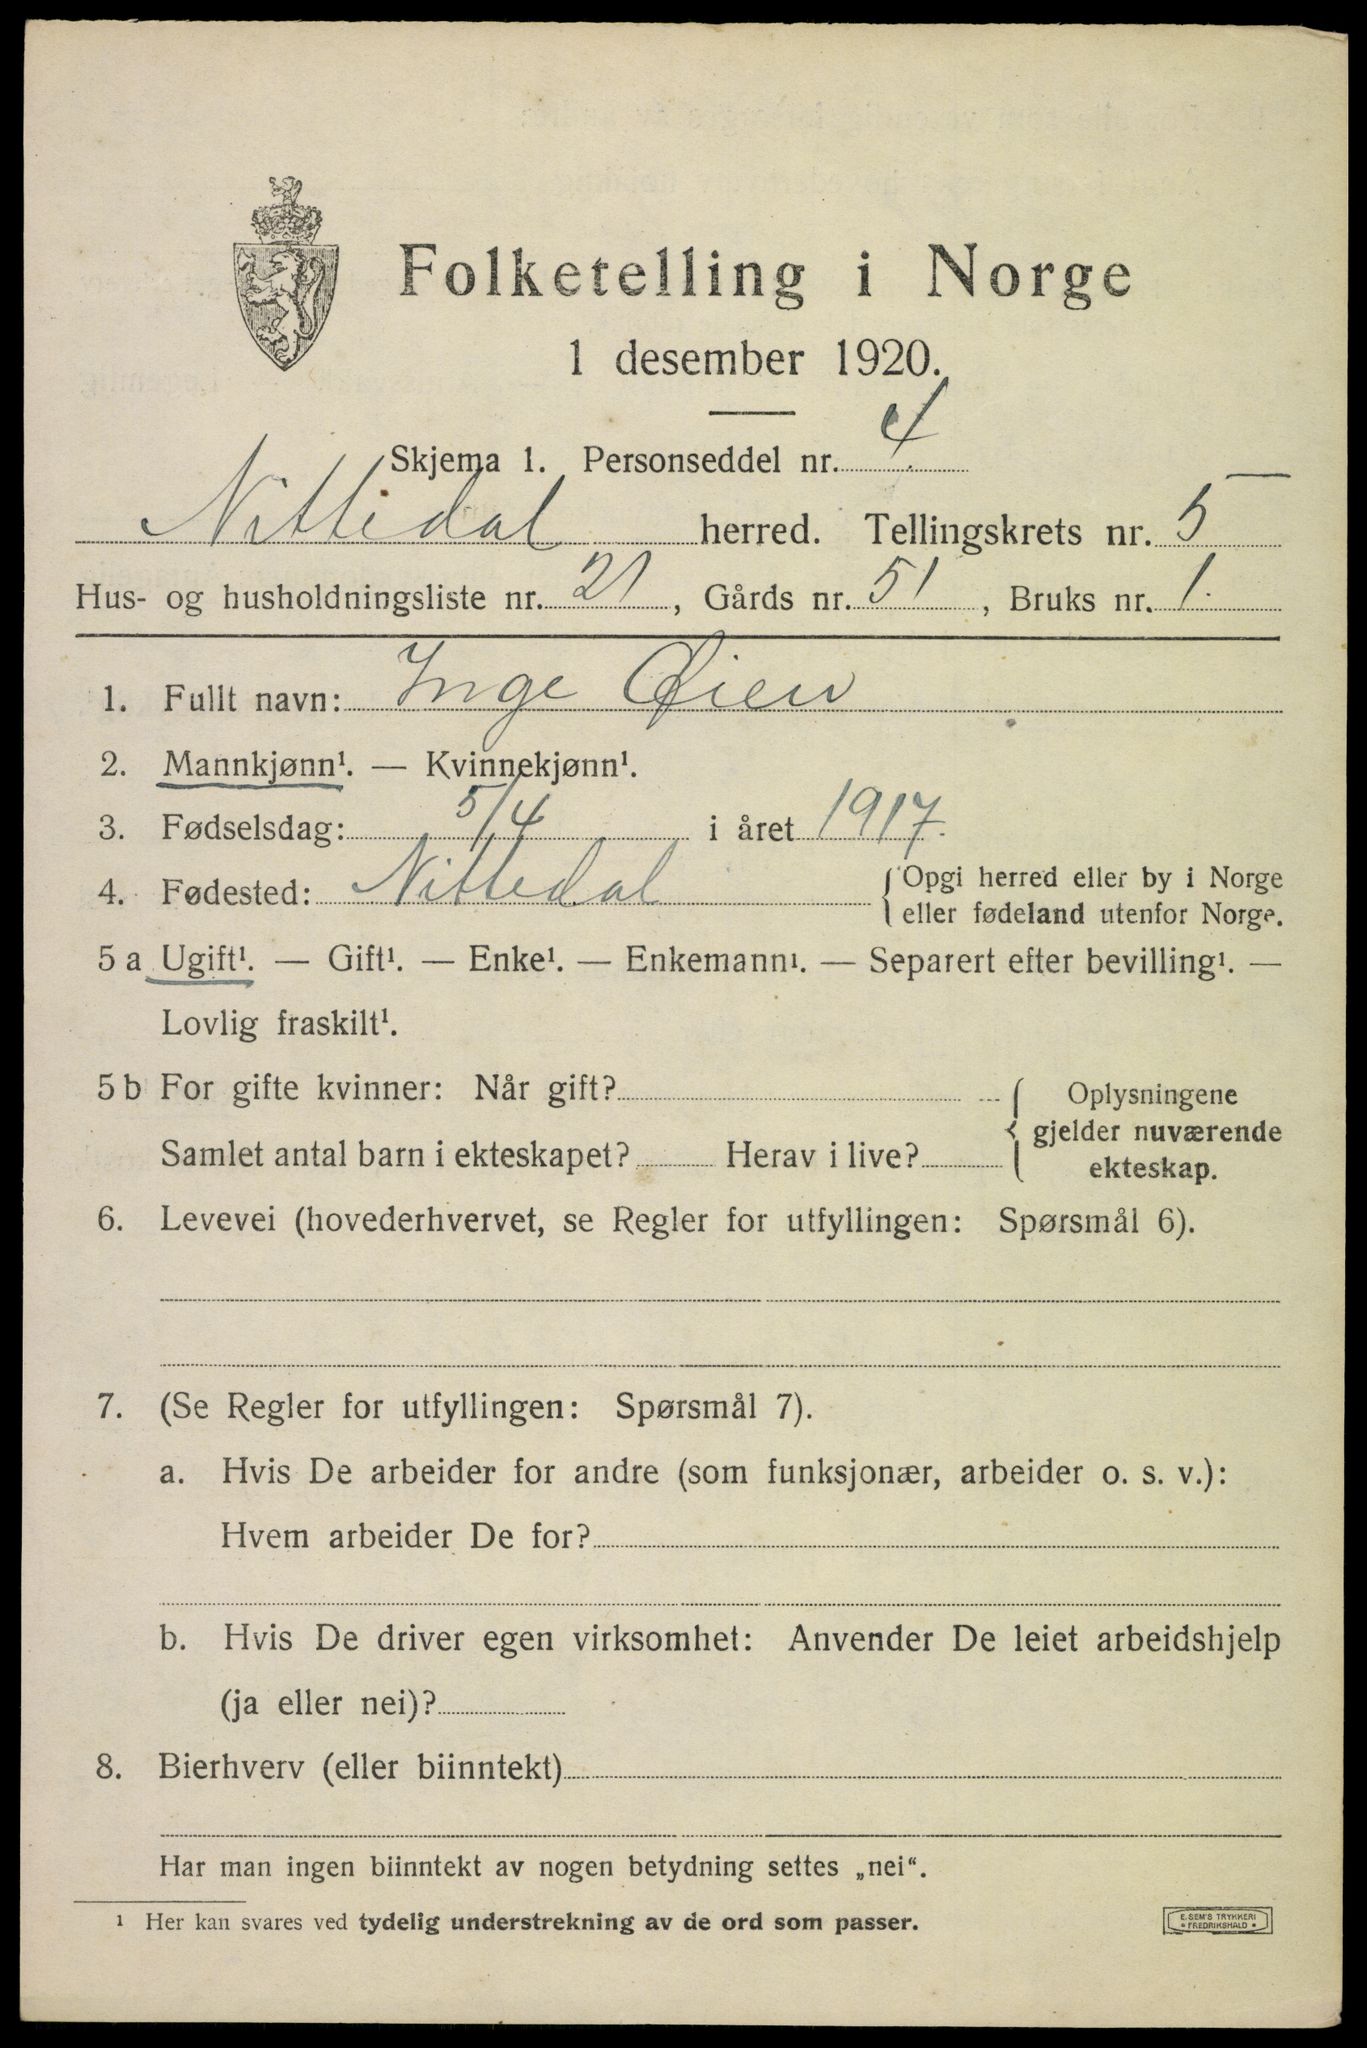 Folketelling i Norge
1 desember 1920.
Skjema 1. Personseddel nr. 4
Nittedal herred. Tellingskrets nr. 5
Hus- og husholdningsliste nr. 21, Gårds nr. 51, Bruks nr. 1.
1. Fullt navn: Inge Øien
2. Mannkjønn¹. — Kvinnekjønn¹.
3. Fødselsdag: 5/4 i året 1917.
4. Fødested: Nittedal { Opgi herred eller by i Norge
eller fødeland utenfor Norge.
5 a Ugift¹. — Gift¹. — Enke¹. — Enkemann¹. — Separert efter bevilling¹. —
Lovlig fraskilt¹.
5 b For gifte kvinner: Når gift? { Oplysningene
gjelder nuværende
Samlet antal barn i ekteskapet? Herav i live? ekteskap.
6. Levevei (hovederhvervet, se Regler for utfyllingen: Spørsmål 6).
7. (Se Regler for utfyllingen: Spørsmål 7).
a. Hvis De arbeider for andre (som funksjonær, arbeider o. s. v.):
Hvem arbeider De for?
b. Hvis De driver egen virksomhet: Anvender De leiet arbeidshjelp
(ja eller nei)?
8. Bierhverv (eller biinntekt)
Har man ingen biinntekt av nogen betydning settes „nei“.
¹ Her kan svares ved tydelig understrekning av de ord som passer.
E. SEM'S TRYKKERI
* FREDRIKSHALD *